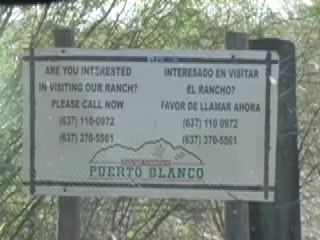 ARE YOU INTERESTED
IN VISITING OUR RANCH?
PLEASE CALL NOW
(637) 110-0972
(637) 370-5561
INTERESADO EN VISITAR
EL RANCHO?
FAVOR DE LLAMAR AHORA
(637) 110 0972
(637) 370-5561
PUERTO BLANCO